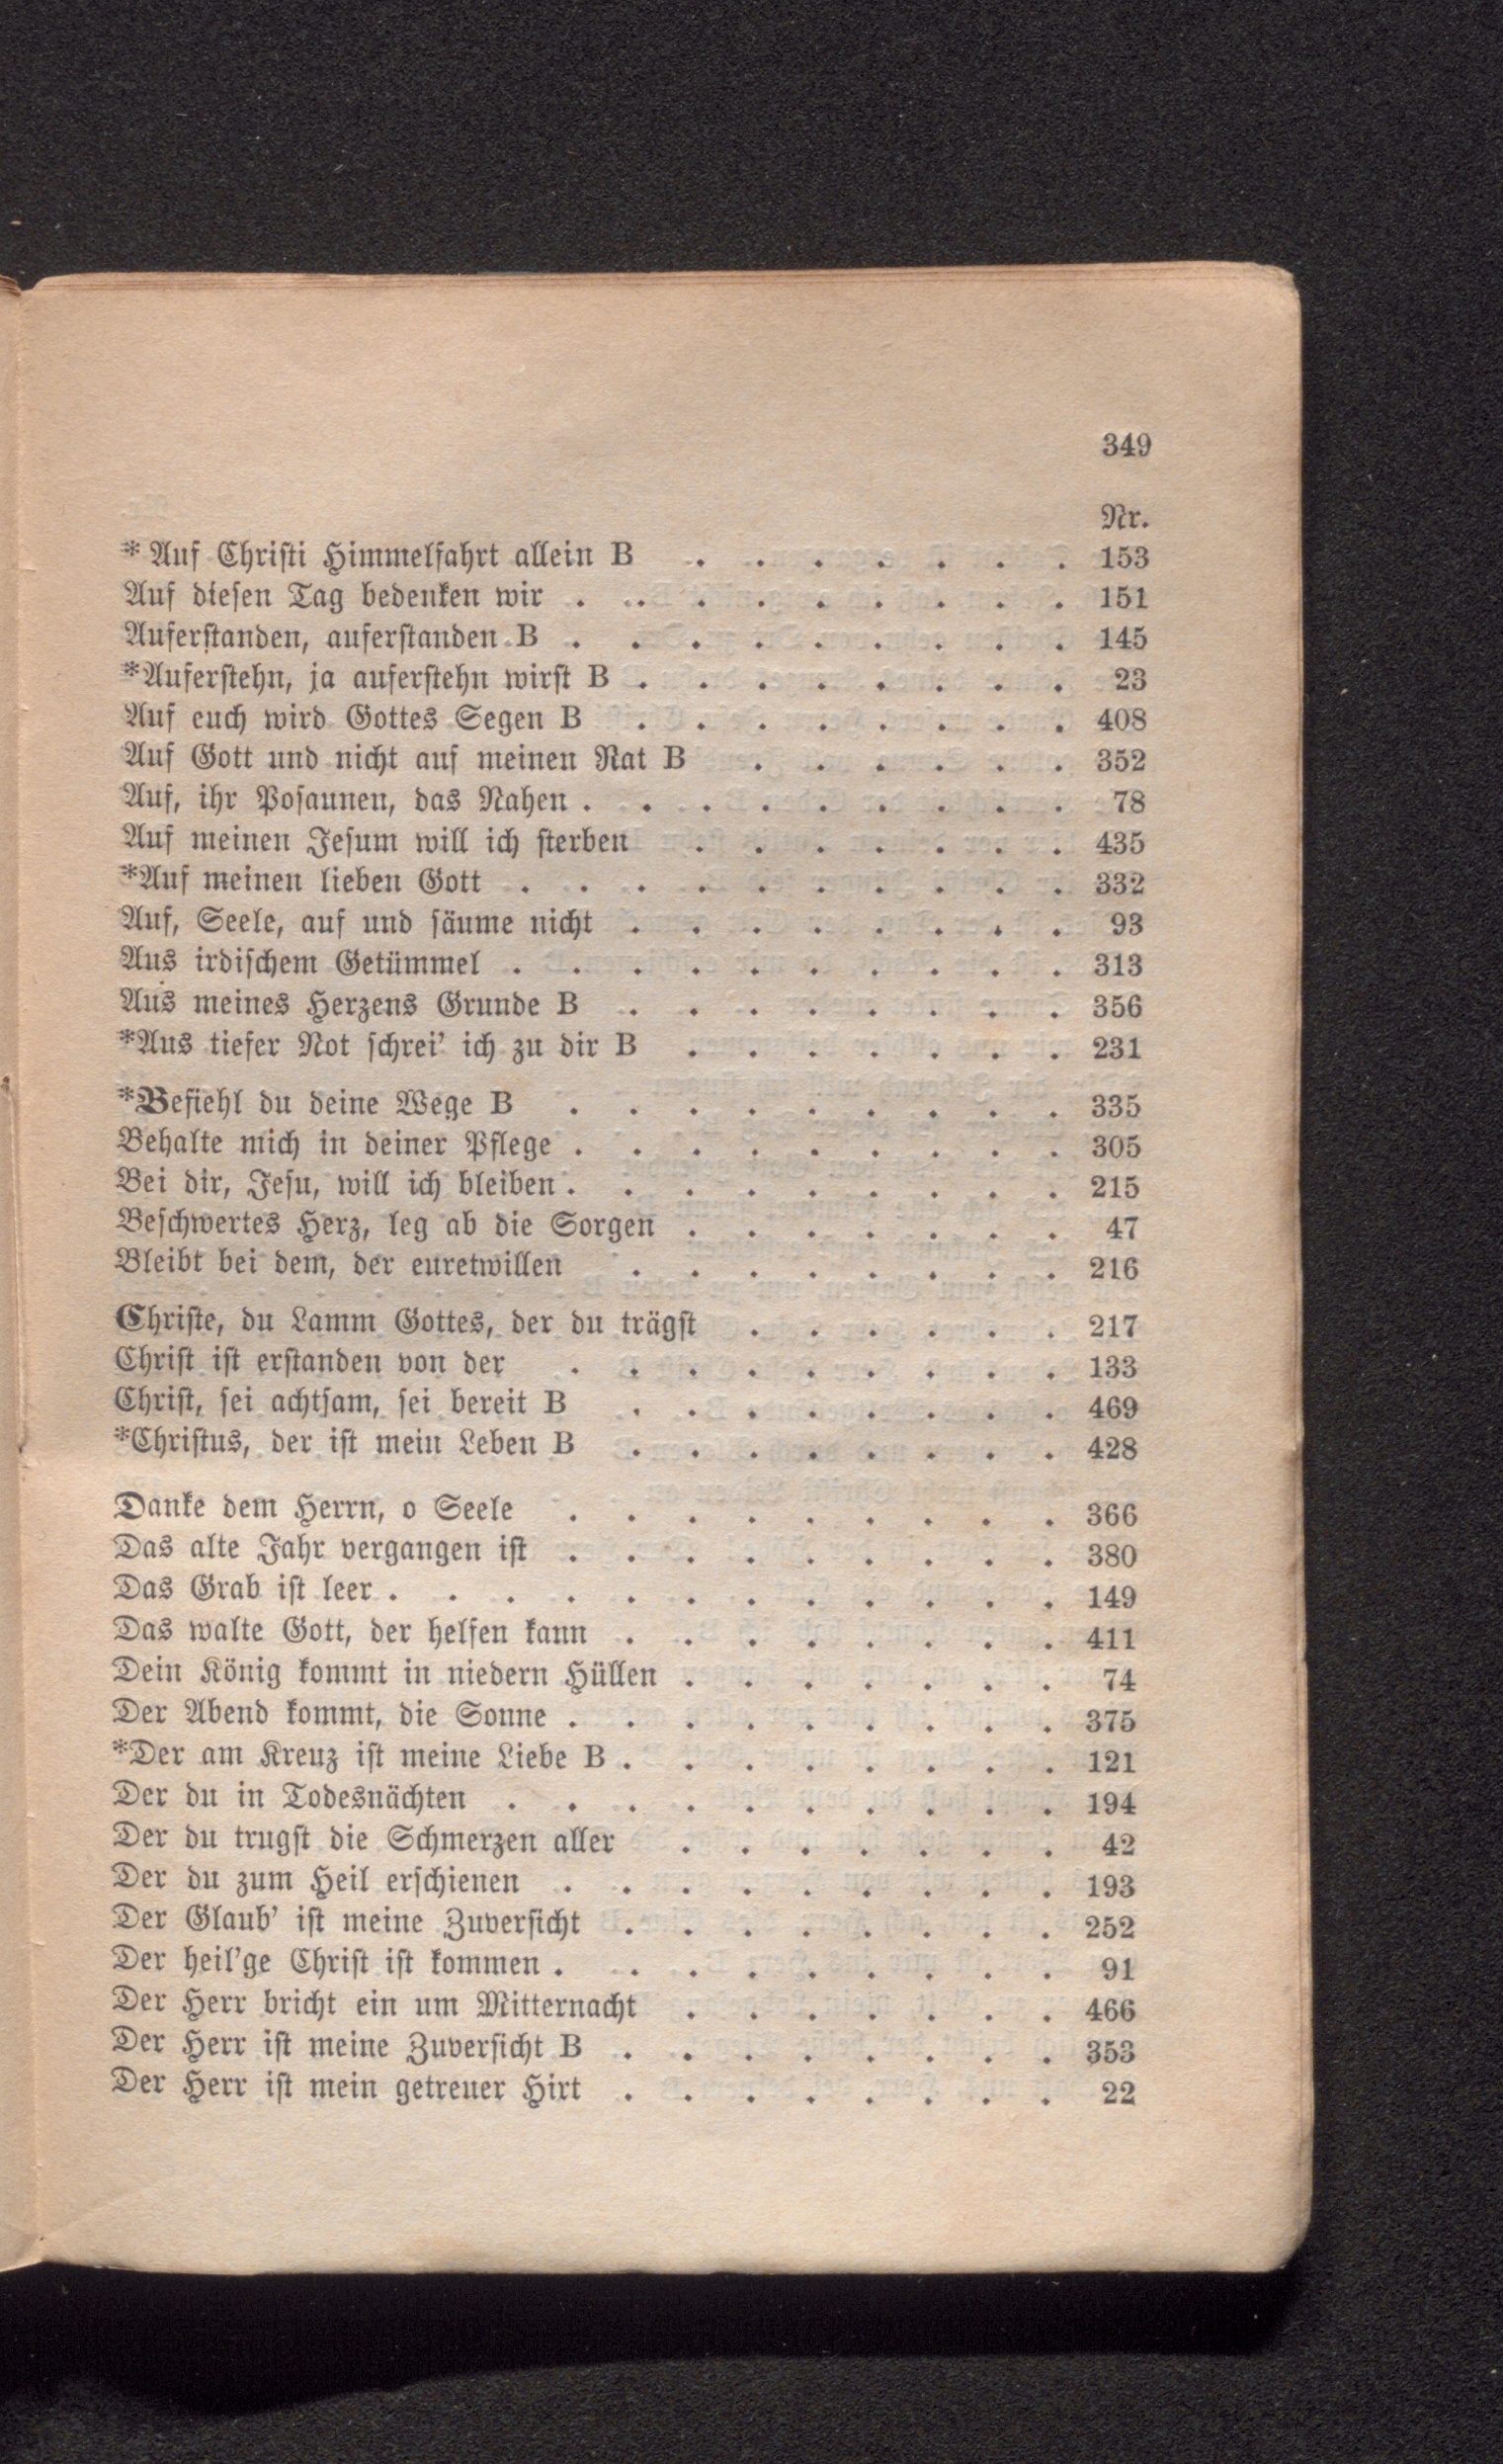 349
Nr.
* Auf Christi Himmelfahrt allein B . . . . . . . 153
Auf diesen Tag bedenken wir . . . . . . . . . 151
Auferstanden, auferstanden B . . . . . . . . . 145
*Auferstehn, ja auferstehn wirst B . . . . . . . . 23
Auf euch wird Gottes Segen B . . . . . . . . 408
Auf Gott und nicht auf meinen Rat B . . . . . . 352
Auf, ihr Posaunen, das Nahen . . . . . . . . . 78
Auf meinen Jesum will ich sterben . . . . . . . 435
*Auf meinen lieben Gott . . . . . . . . . . 332
Auf, Seele, auf und säume nicht . . . . . . . . 93
Aus irdischem Getümmel . . . . . . . . . . 313
Aus meines Herzens Grunde B . . . . . . . . 356
*Aus tiefer Not schrei' ich zu dir B . . . . . . . 231
*Befiehl du deine Wege B . . . . . . . . . 335
Behalte mich in deiner Pflege . . . . . . . . . 305
Bei dir, Jesu, will ich bleiben . . . . . . . . . 215
Beschwertes Herz, leg ab die Sorgen . . . . . . . 47
Bleibt bei dem, der euretwillen . . . . . . . . 216
Christe, du Lamm Gottes, der du trägst . . . . . . 217
Christ ist erstanden von der . . . . . . . . . 133
Christ, sei achtsam, sei bereit B . . . . . . . . 469
*Christus, der ist mein Leben B . . . . . . . . 428
Danke dem Herrn, o Seele . . . . . . . . . 366
Das alte Jahr vergangen ist . . . . . . . . . 380
Das Grab ist leer . . . . . . . . . . . . 149
Das walte Gott, der helfen kann . . . . . . . . 411
Dein König kommt in niedern Hüllen . . . . . . . 74
Der Abend kommt, die Sonne . . . . . . . . . 375
*Der am Kreuz ist meine Liebe B . . . . . . . . 121
Der du in Todesnächten . . . . . . . . . . 194
Der du trugst die Schmerzen aller . . . . . . . 42
Der du zum Heil erschienen . . . . . . . . . 193
Der Glaub' ist meine Zuversicht . . . . . . . . 252
Der heil'ge Christ ist kommen . . . . . . . . . 91
Der Herr bricht ein um Mitternacht . . . . . . . 466
Der Herr ist meine Zuversicht B . . . . . . . . 353
Der Herr ist mein getreuer Hirt . . . . . . . . 22